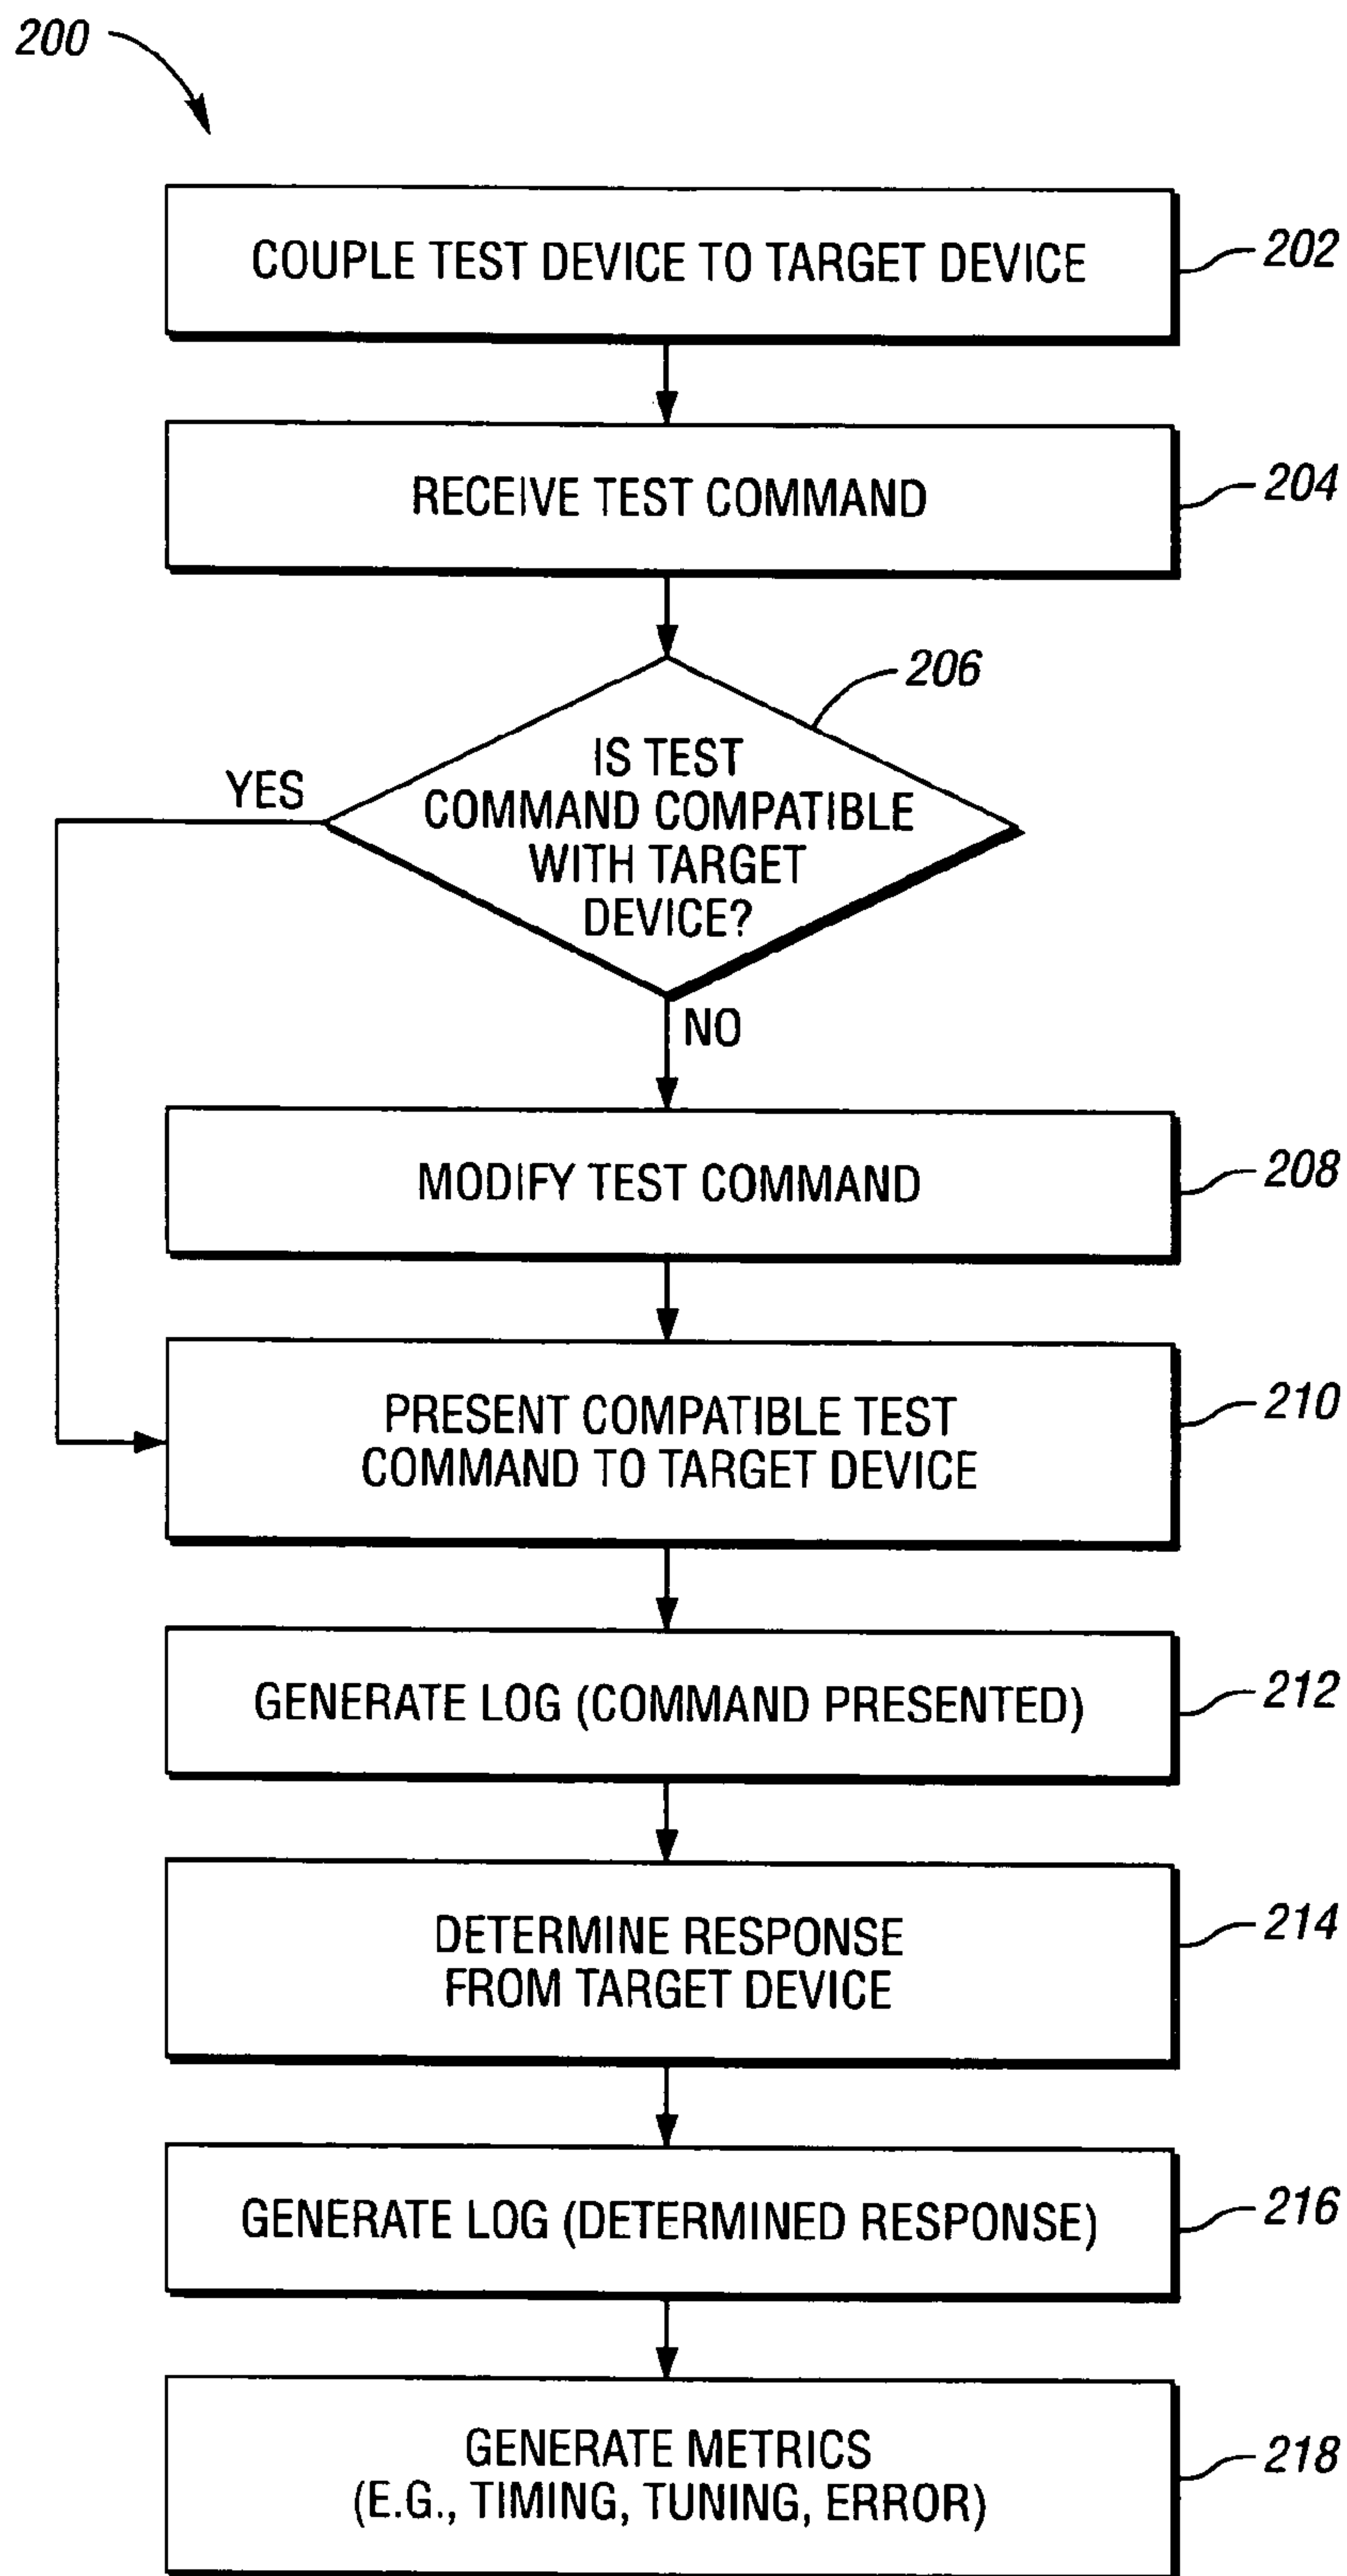 200
COUPLE TEST DEVICE TO TARGET DEVICE
202
RECEIVE TEST COMMAND
204
206
IS TEST
COMMAND COMPATIBLE
WITH TARGET
DEVICE?
YES
NO
MODIFY TEST COMMAND
208
PRESENT COMPATIBLE TEST
COMMAND TO TARGET DEVICE
210
GENERATE LOG (COMMAND PRESENTED)
212
DETERMINE RESPONSE
FROM TARGET DEVICE
214
GENERATE LOG (DETERMINED RESPONSE)
216
GENERATE METRICS
(E.G., TIMING, TUNING, ERROR)
218